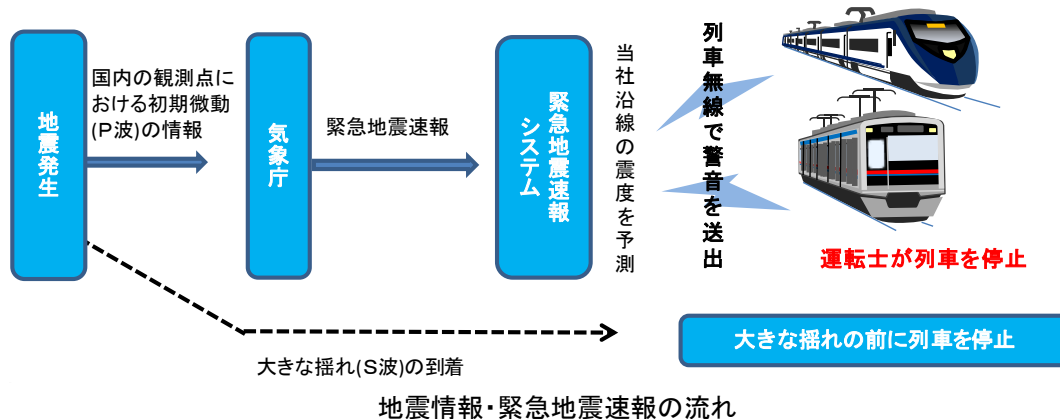 地震発生
国内の観測点に
おける初期微動
(P波)の情報
気象庁
緊急地震速報
緊急地震速報
システム
当社沿線の震度を予測
列車無線で警音を送出
運転士が列車を停止
大きな揺れの前に列車を停止
大きな揺れ(S波)の到着
地震情報・緊急地震速報の流れ